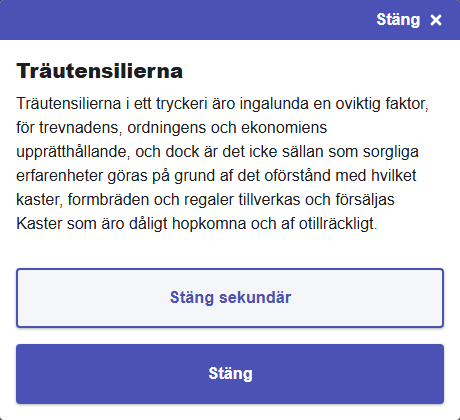 Stäng
Träutensilierna
Träutensilierna i ett tryckeri äro ingalunda en oviktig faktor,
för trevnadens, ordningens och ekonomiens
upprätthållande, och dock är det icke sällan som sorgliga
erfarenheter göras på grund af det oförstånd med hvilket
kaster, formbräden och regaler tillverkas och försäljas
Kaster som äro dåligt hopkomna och af otillräckligt.
Stäng sekundär
Stäng